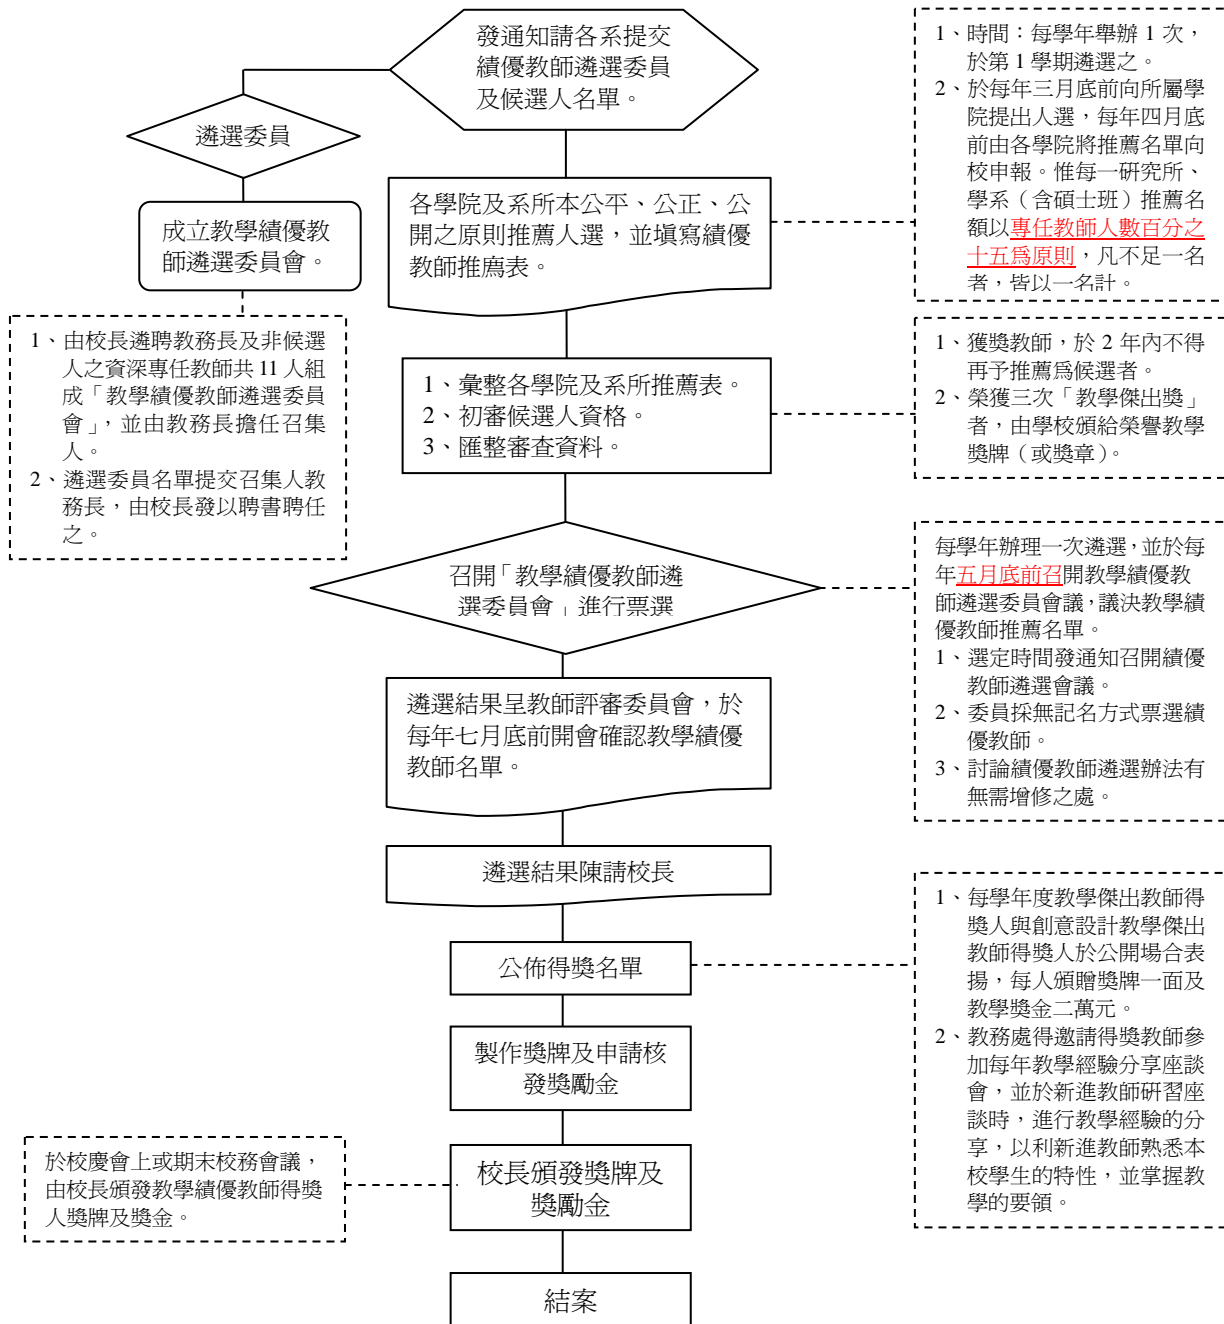 發通知請各系提交
績優教師遴選委員
及候選人名單。
遴選委員
成立教學績優教
師遴選委員會。
1、由校長遴聘教務長及非候選
人之資深專任教師共 11 人組
成「教學績優教師遴選委員
會」，並由教務長擔任召集
人。
2、遴選委員名單提交召集人教
務長，由校長發以聘書聘任
之。
各學院及系所本公平、公正、公
開之原則推薦人選，並填寫績優
教師推薦表。
1、時間：每學年舉辦 1 次，
於第 1 學期遴選之。
2、於每年三月底前向所屬學
院提出人選，每年四月底
前由各學院將推薦名單向
校申報。惟每一研究所、
學系（含碩士班）推薦名
額以專任教師人數百分之
十五為原則，凡不足一名
者，皆以一名計。
1、彙整各學院及系所推薦表。
2、初審候選人資格。
3、匯整審查資料。
1、獲獎教師，於 2 年內不得
再予推薦為候選者。
2、榮獲三次「教學傑出獎」
者，由學校頒給榮譽教學
獎牌（或獎章）。
召開「教學績優教師遴
選委員會」進行票選
每學年辦理一次遴選，並於每
年五月底前召開教學績優教
師遴選委員會議，議決教學績
優教師推薦名單。
1、選定時間發通知召開績優
教師遴選會議。
2、委員採無記名方式票選績
優教師。
3、討論績優教師遴選辦法有
無需增修之處。
遴選結果呈教師評審委員會，於
每年七月底前開會確認教學績優
教師名單。
遴選結果陳請校長
公佈得獎名單
1、每學年度教學傑出教師得
獎人與創意設計教學傑出
教師得獎人於公開場合表
揚，每人頒贈獎牌一面及
教學獎金二萬元。
2、教務處得邀請得獎教師參
加每年教學經驗分享座談
會，並於新進教師研習座
談時，進行教學經驗的分
享，以利新進教師熟悉本
校學生的特性，並掌握教
學的要領。
製作獎牌及申請核
發獎勵金
校長頒發獎牌及
獎勵金
於校慶會上或期末校務會議，
由校長頒發教學績優教師得獎
人獎牌及獎金。
結案